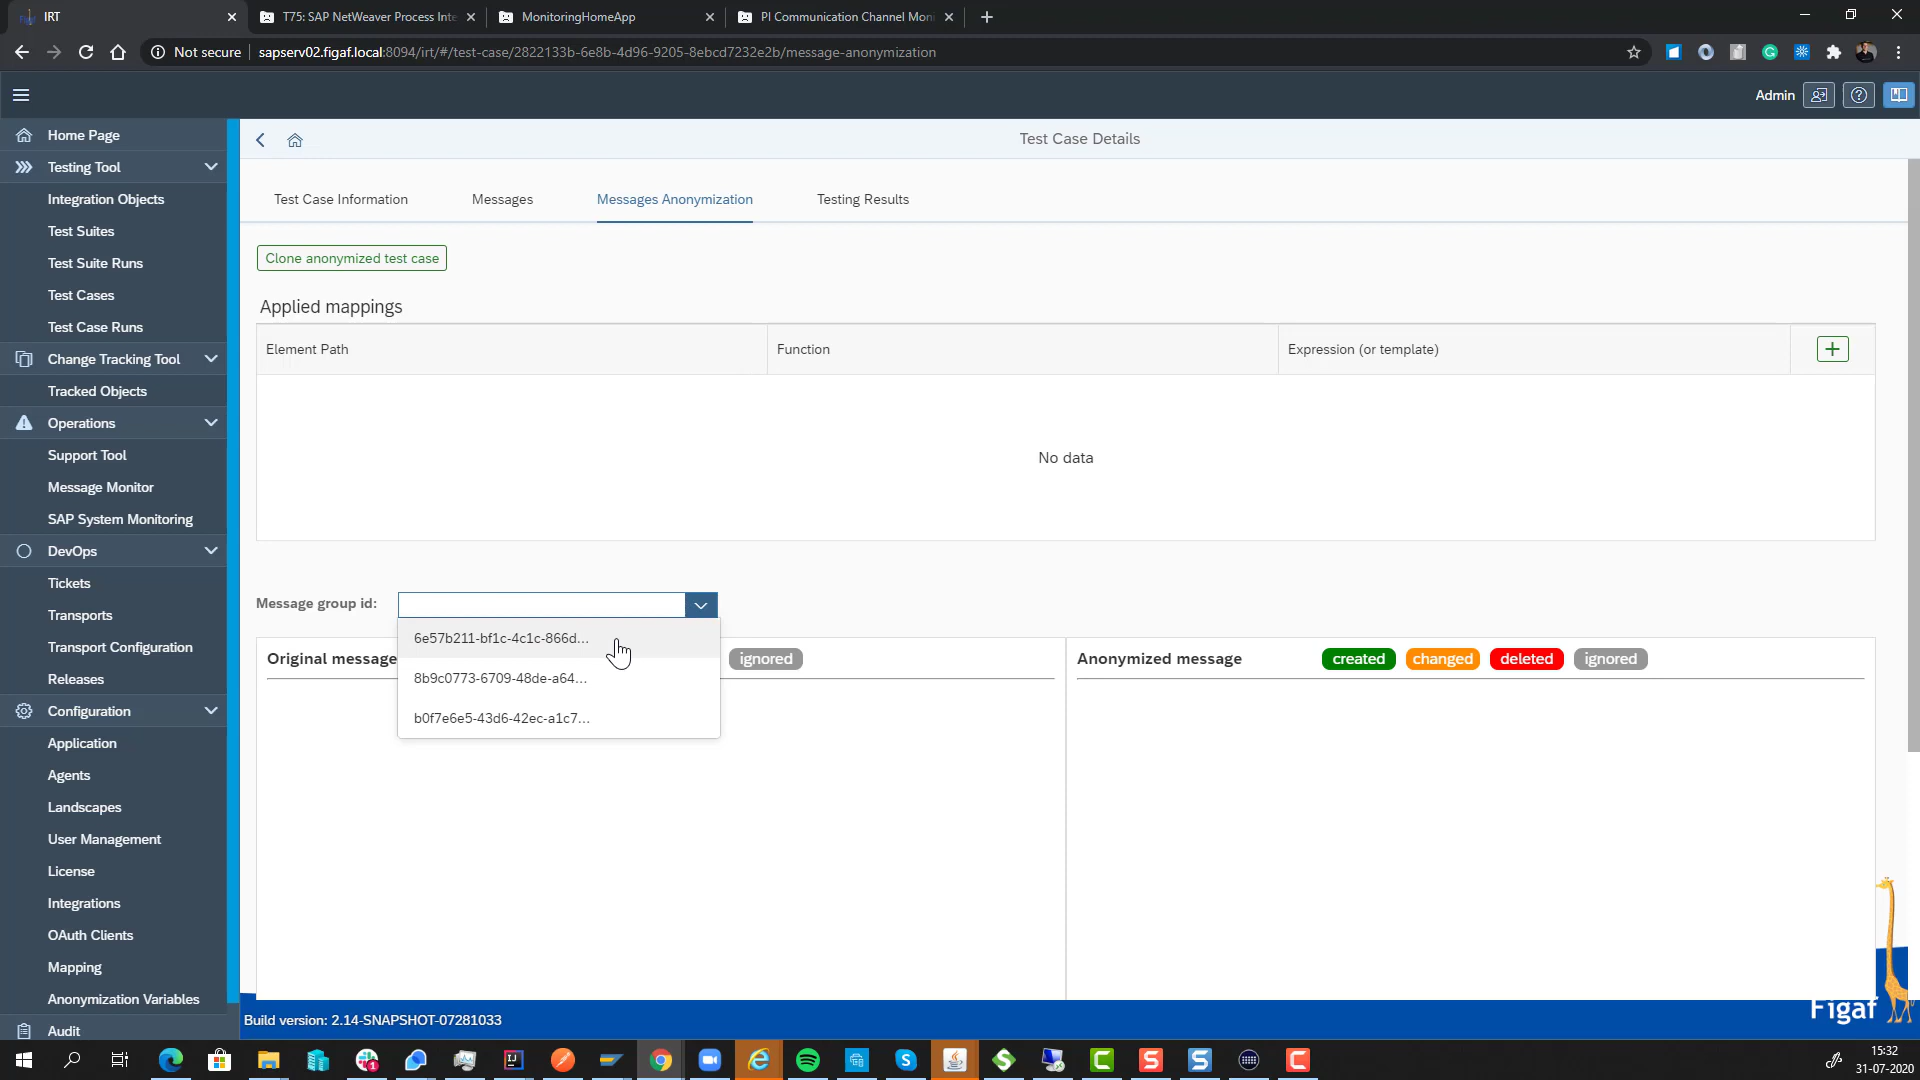 IRT
T75: SAP NetWeaver Process Inte
MonitoringHomeApp
PI Communication Channel Moni
Not secure
sapserv02.figaf.local:8094/irt/#/test-case/2822133b-6e8b-4d96-9205-8ebcd7232e2b/message-anonymization
Admin
Home Page
Testing Tool
Integration Objects
Test Suites
Test Suite Runs
Test Cases
Test Case Runs
Change Tracking Tool
Tracked Objects
Operations
Support Tool
Message Monitor
SAP System Monitoring
DevOps
Tickets
Transports
Transport Configuration
Releases
Configuration
Application
Agents
Landscapes
User Management
License
Integrations
OAuth Clients
Mapping
Anonymization Variables
Audit
Test Case Details
Test Case Information
Messages
Messages Anonymization
Testing Results
Clone anonymized test case
Applied mappings
Element Path
Function
Expression (or template)
No data
Message group id:
6e57b211-bf1c-4c1c-866d...
8b9c0773-6709-48de-a64...
b0f7e6e5-43d6-42ec-a1c7...
Original message
ignored
Anonymized message
created
changed
deleted
ignored
Figaf
Build version: 2.14-SNAPSHOT-07281033
15:32
31-07-2020